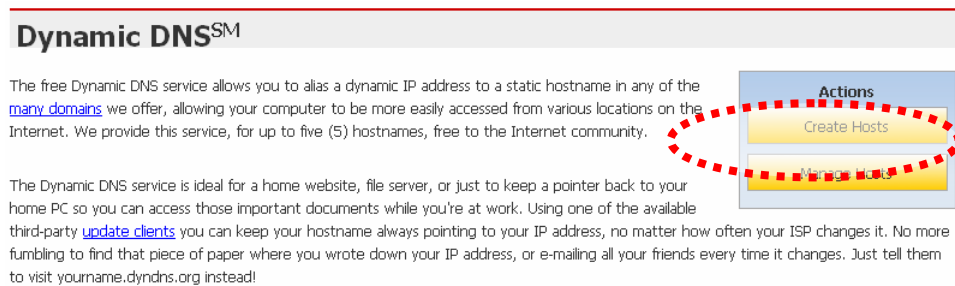 Dynamic DNS℠
The free Dynamic DNS service allows you to alias a dynamic IP address to a static hostname in any of the
many domains we offer, allowing your computer to be more easily accessed from various locations on the
Internet. We provide this service, for up to five (5) hostnames, free to the Internet community.
The Dynamic DNS service is ideal for a home website, file server, or just to keep a pointer back to your
home PC so you can access those important documents while you're at work. Using one of the available
third-party update clients you can keep your hostname always pointing to your IP address, no matter how often your ISP changes it. No more
fumbling to find that piece of paper where you wrote down your IP address, or e-mailing all your friends every time it changes. Just tell them
to visit yourname.dyndns.org instead!
Actions
Create Hosts
Manage Hosts